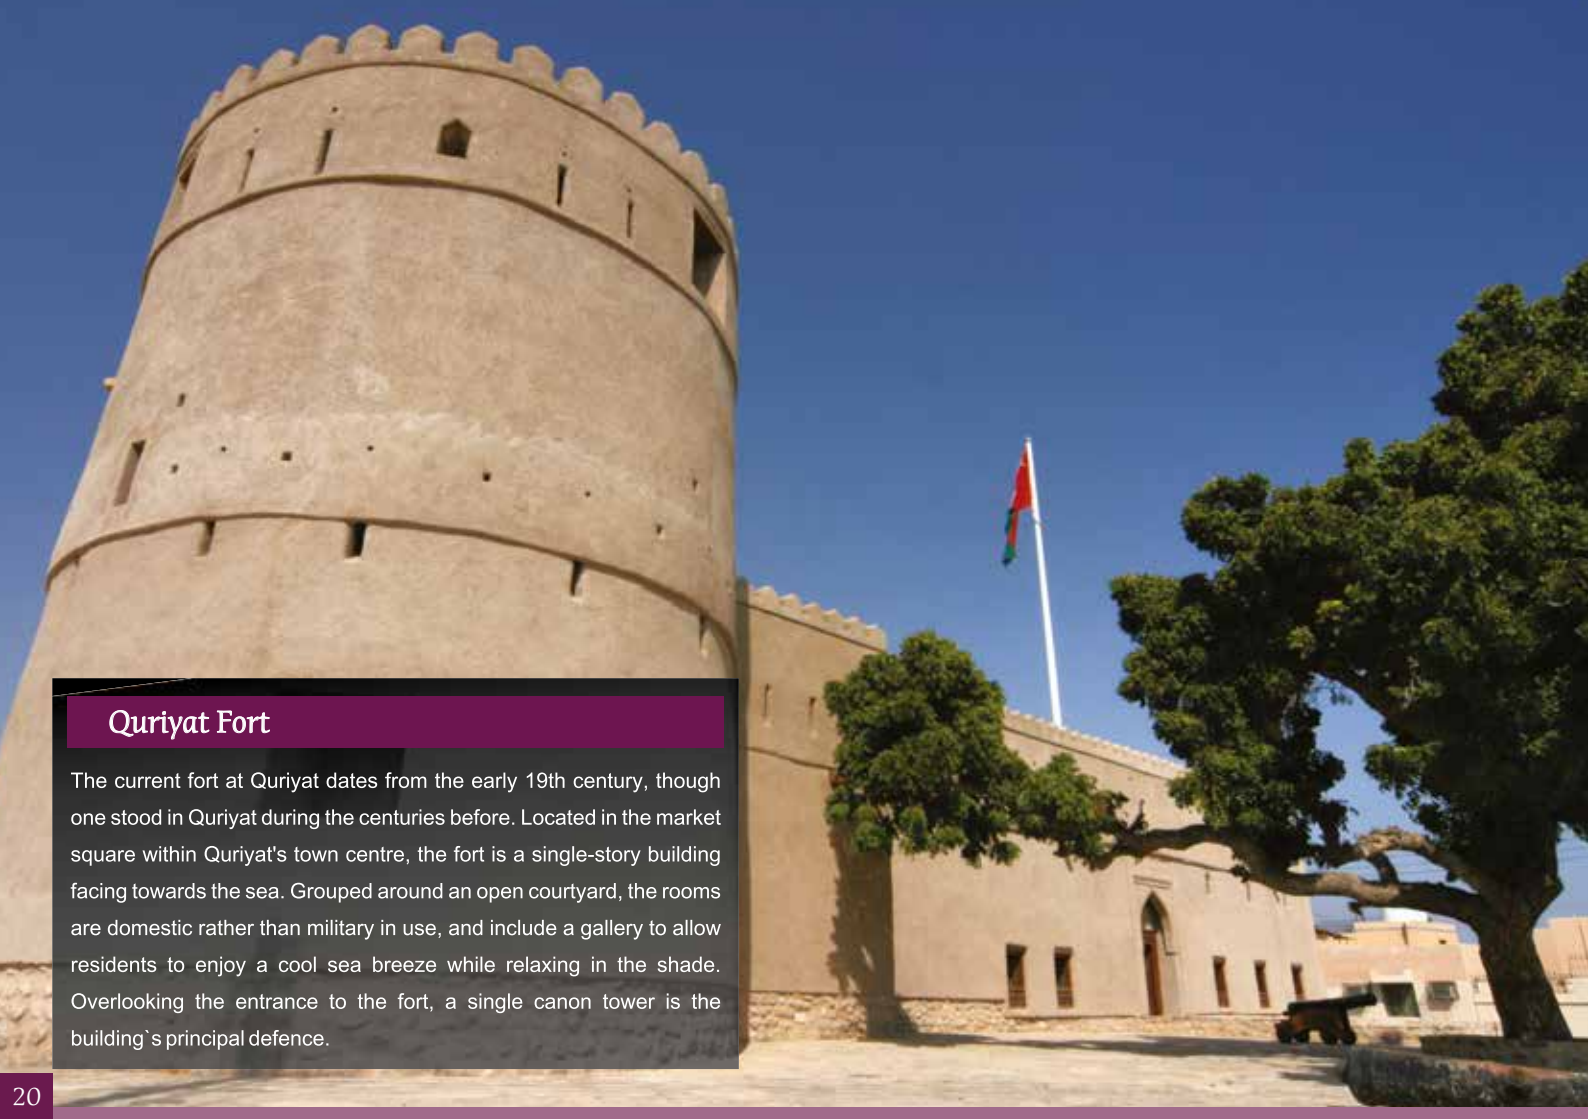 Quriyat Fort
The current fort at Quriyat dates from the early 19th century, though
one stood in Quriyat during the centuries before. Located in the market
square within Quriyat's town centre, the fort is a single-story building
facing towards the sea. Grouped around an open courtyard, the rooms
are domestic rather than military in use, and include a gallery to allow
residents to enjoy a cool sea breeze while relaxing in the shade.
Overlooking the entrance to the fort, a single canon tower is the
building`s principal defence.
20